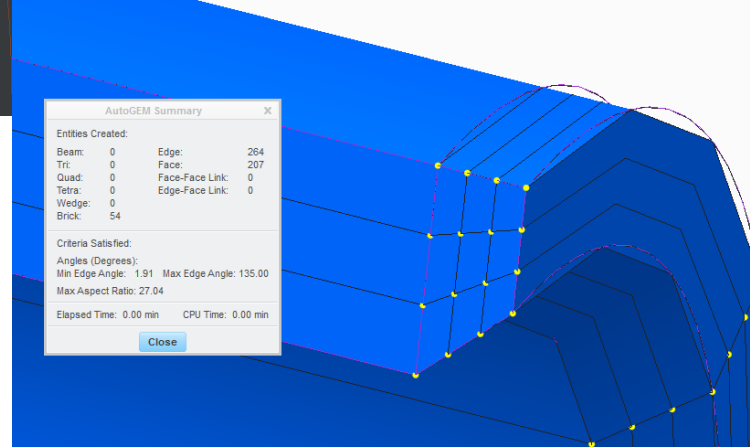 AutoGEM Summary X
Entities Created:
Beam: 0 Edge: 264
Tri: 0 Face: 207
Quad: 0 Face-Face Link: 0
Tetra: 0 Edge-Face Link: 0
Wedge: 0
Brick: 54
Criteria Satisfied:
Angles (Degrees):
Min Edge Angle: 1.91 Max Edge Angle: 135.00
Max Aspect Ratio: 27.04
Elapsed Time: 0.00 min CPU Time: 0.00 min
Close